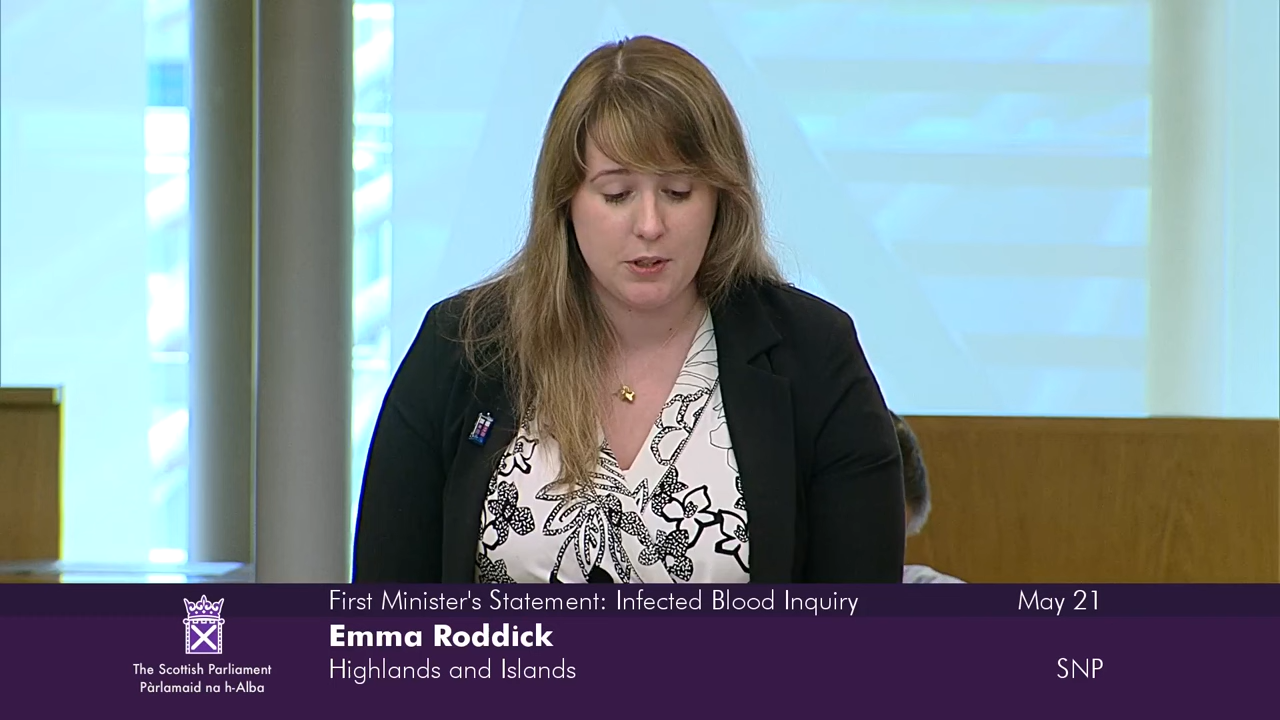 First Minister's Statement: Infected Blood Inquiry May 21
Emma Roddick
Highlands and Islands SNP
The Scottish Parliament
Pàrlamaid na h-Alba